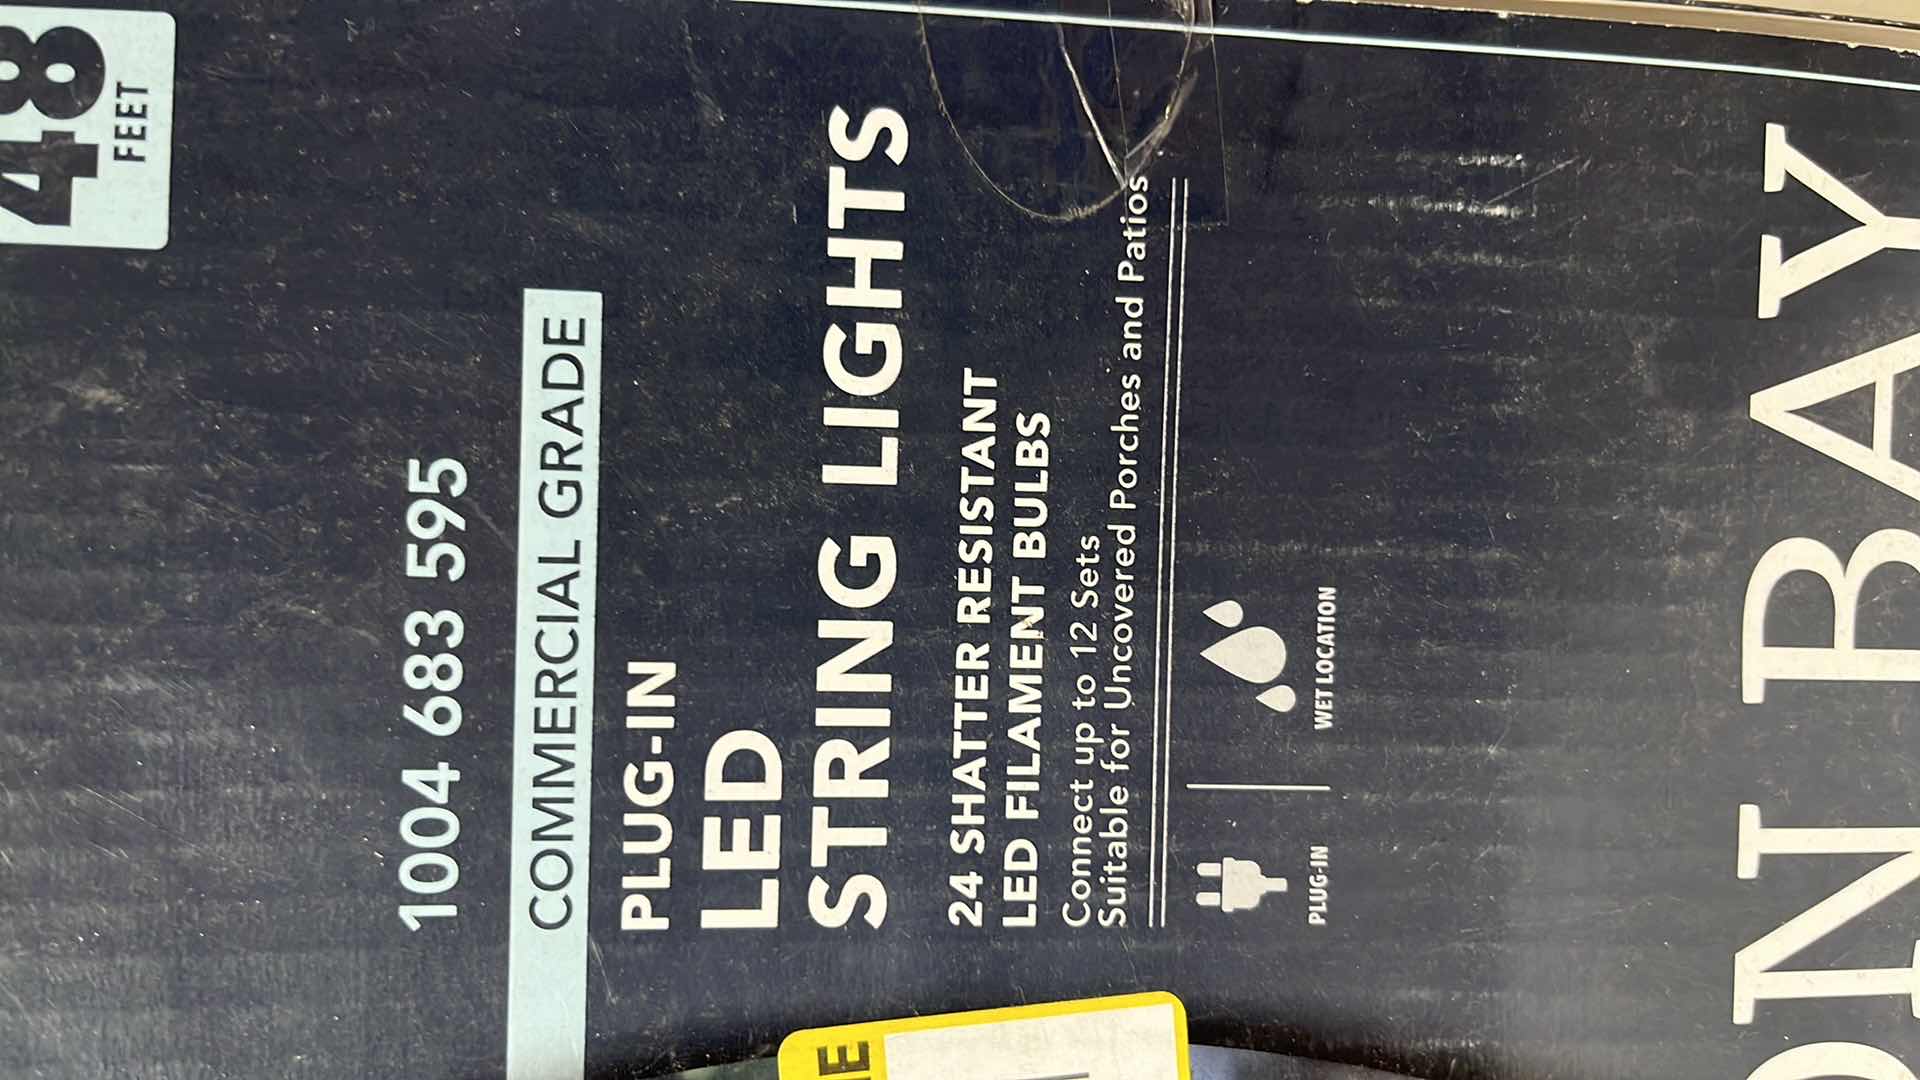 48
FEET
1004 683 595
COMMERCIAL GRADE
PLUG-IN
LED
STRING LIGHTS
24 SHATTER RESISTANT
LED FILAMENT BULBS
Connect up to 12 Sets
Suitable for Uncovered Porches and Patios
PLUG-IN
WET LOCATION
BAY